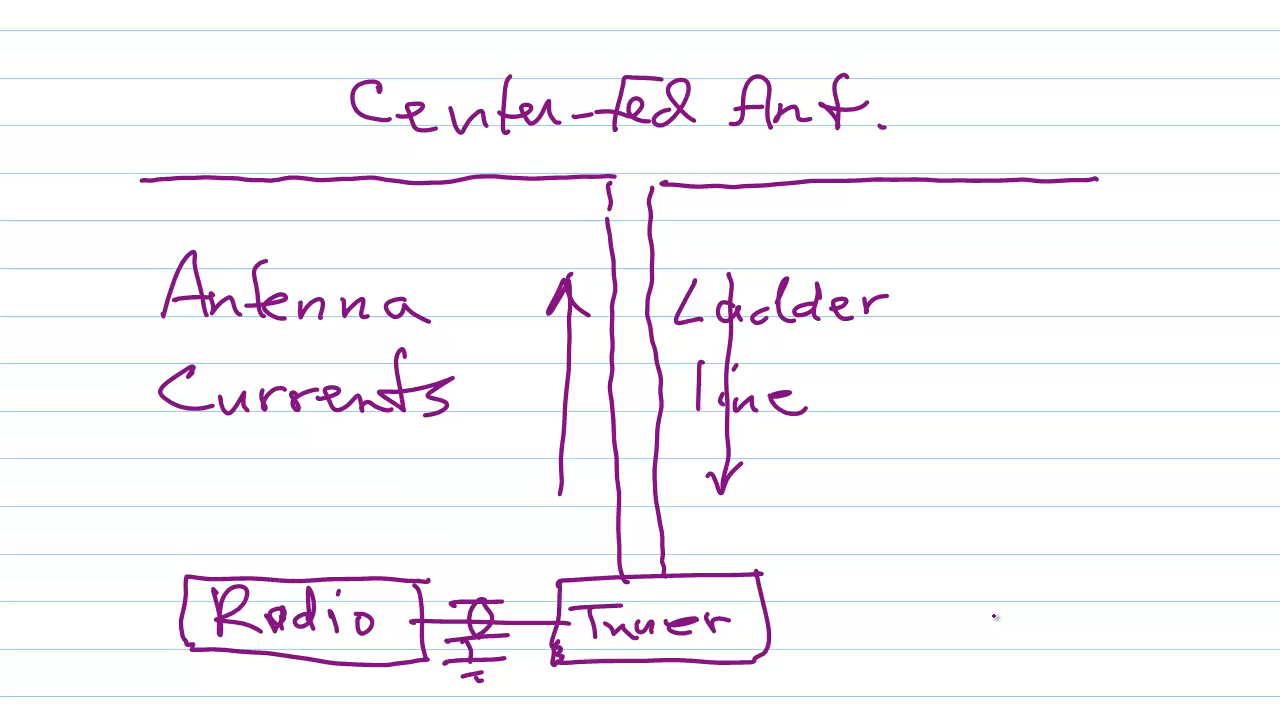 Center-fed Ant.
Antenna
Currents
Ladder
line
Radio
Tuner